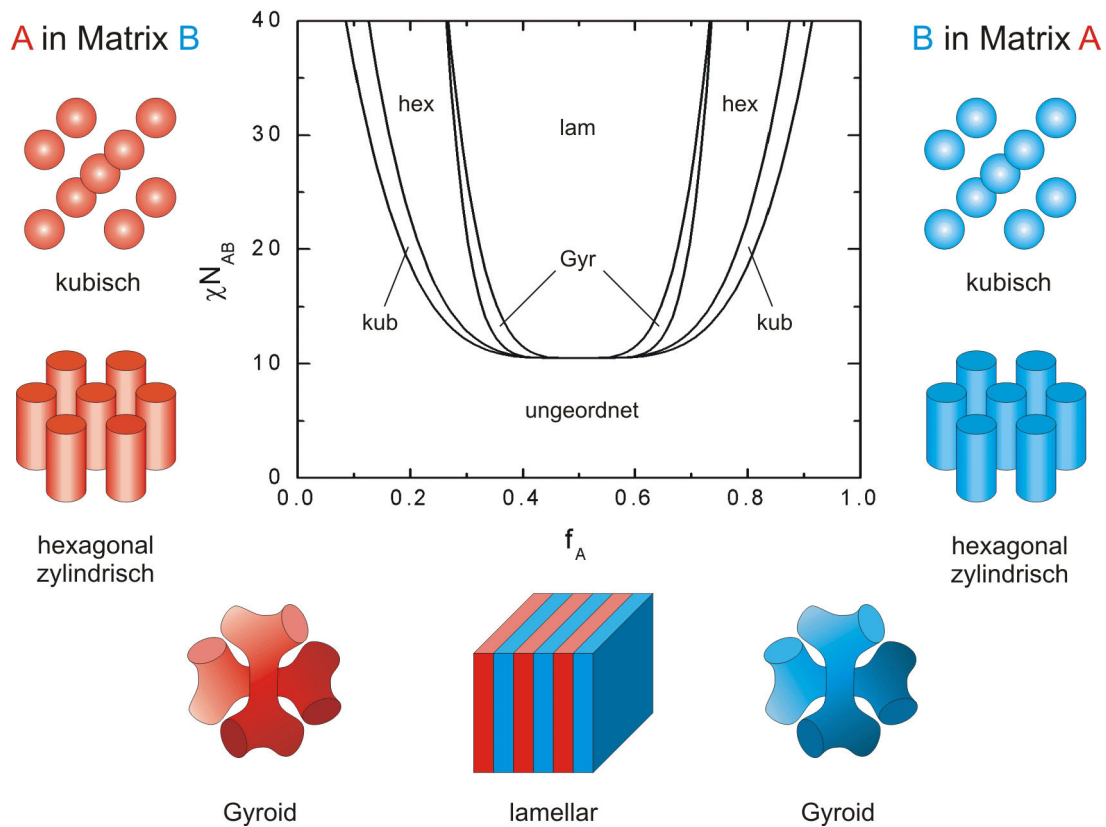 A in Matrix B
B in Matrix A
kubisch
kubisch
hexagonal
zylindrisch
hexagonal
zylindrisch
40
30
20
10
0
χN_AB
hex
hex
lam
Gyr
kub
kub
ungeordnet
0.0
0.2
0.4
0.6
0.8
1.0
f_A
Gyroid
lamellar
Gyroid